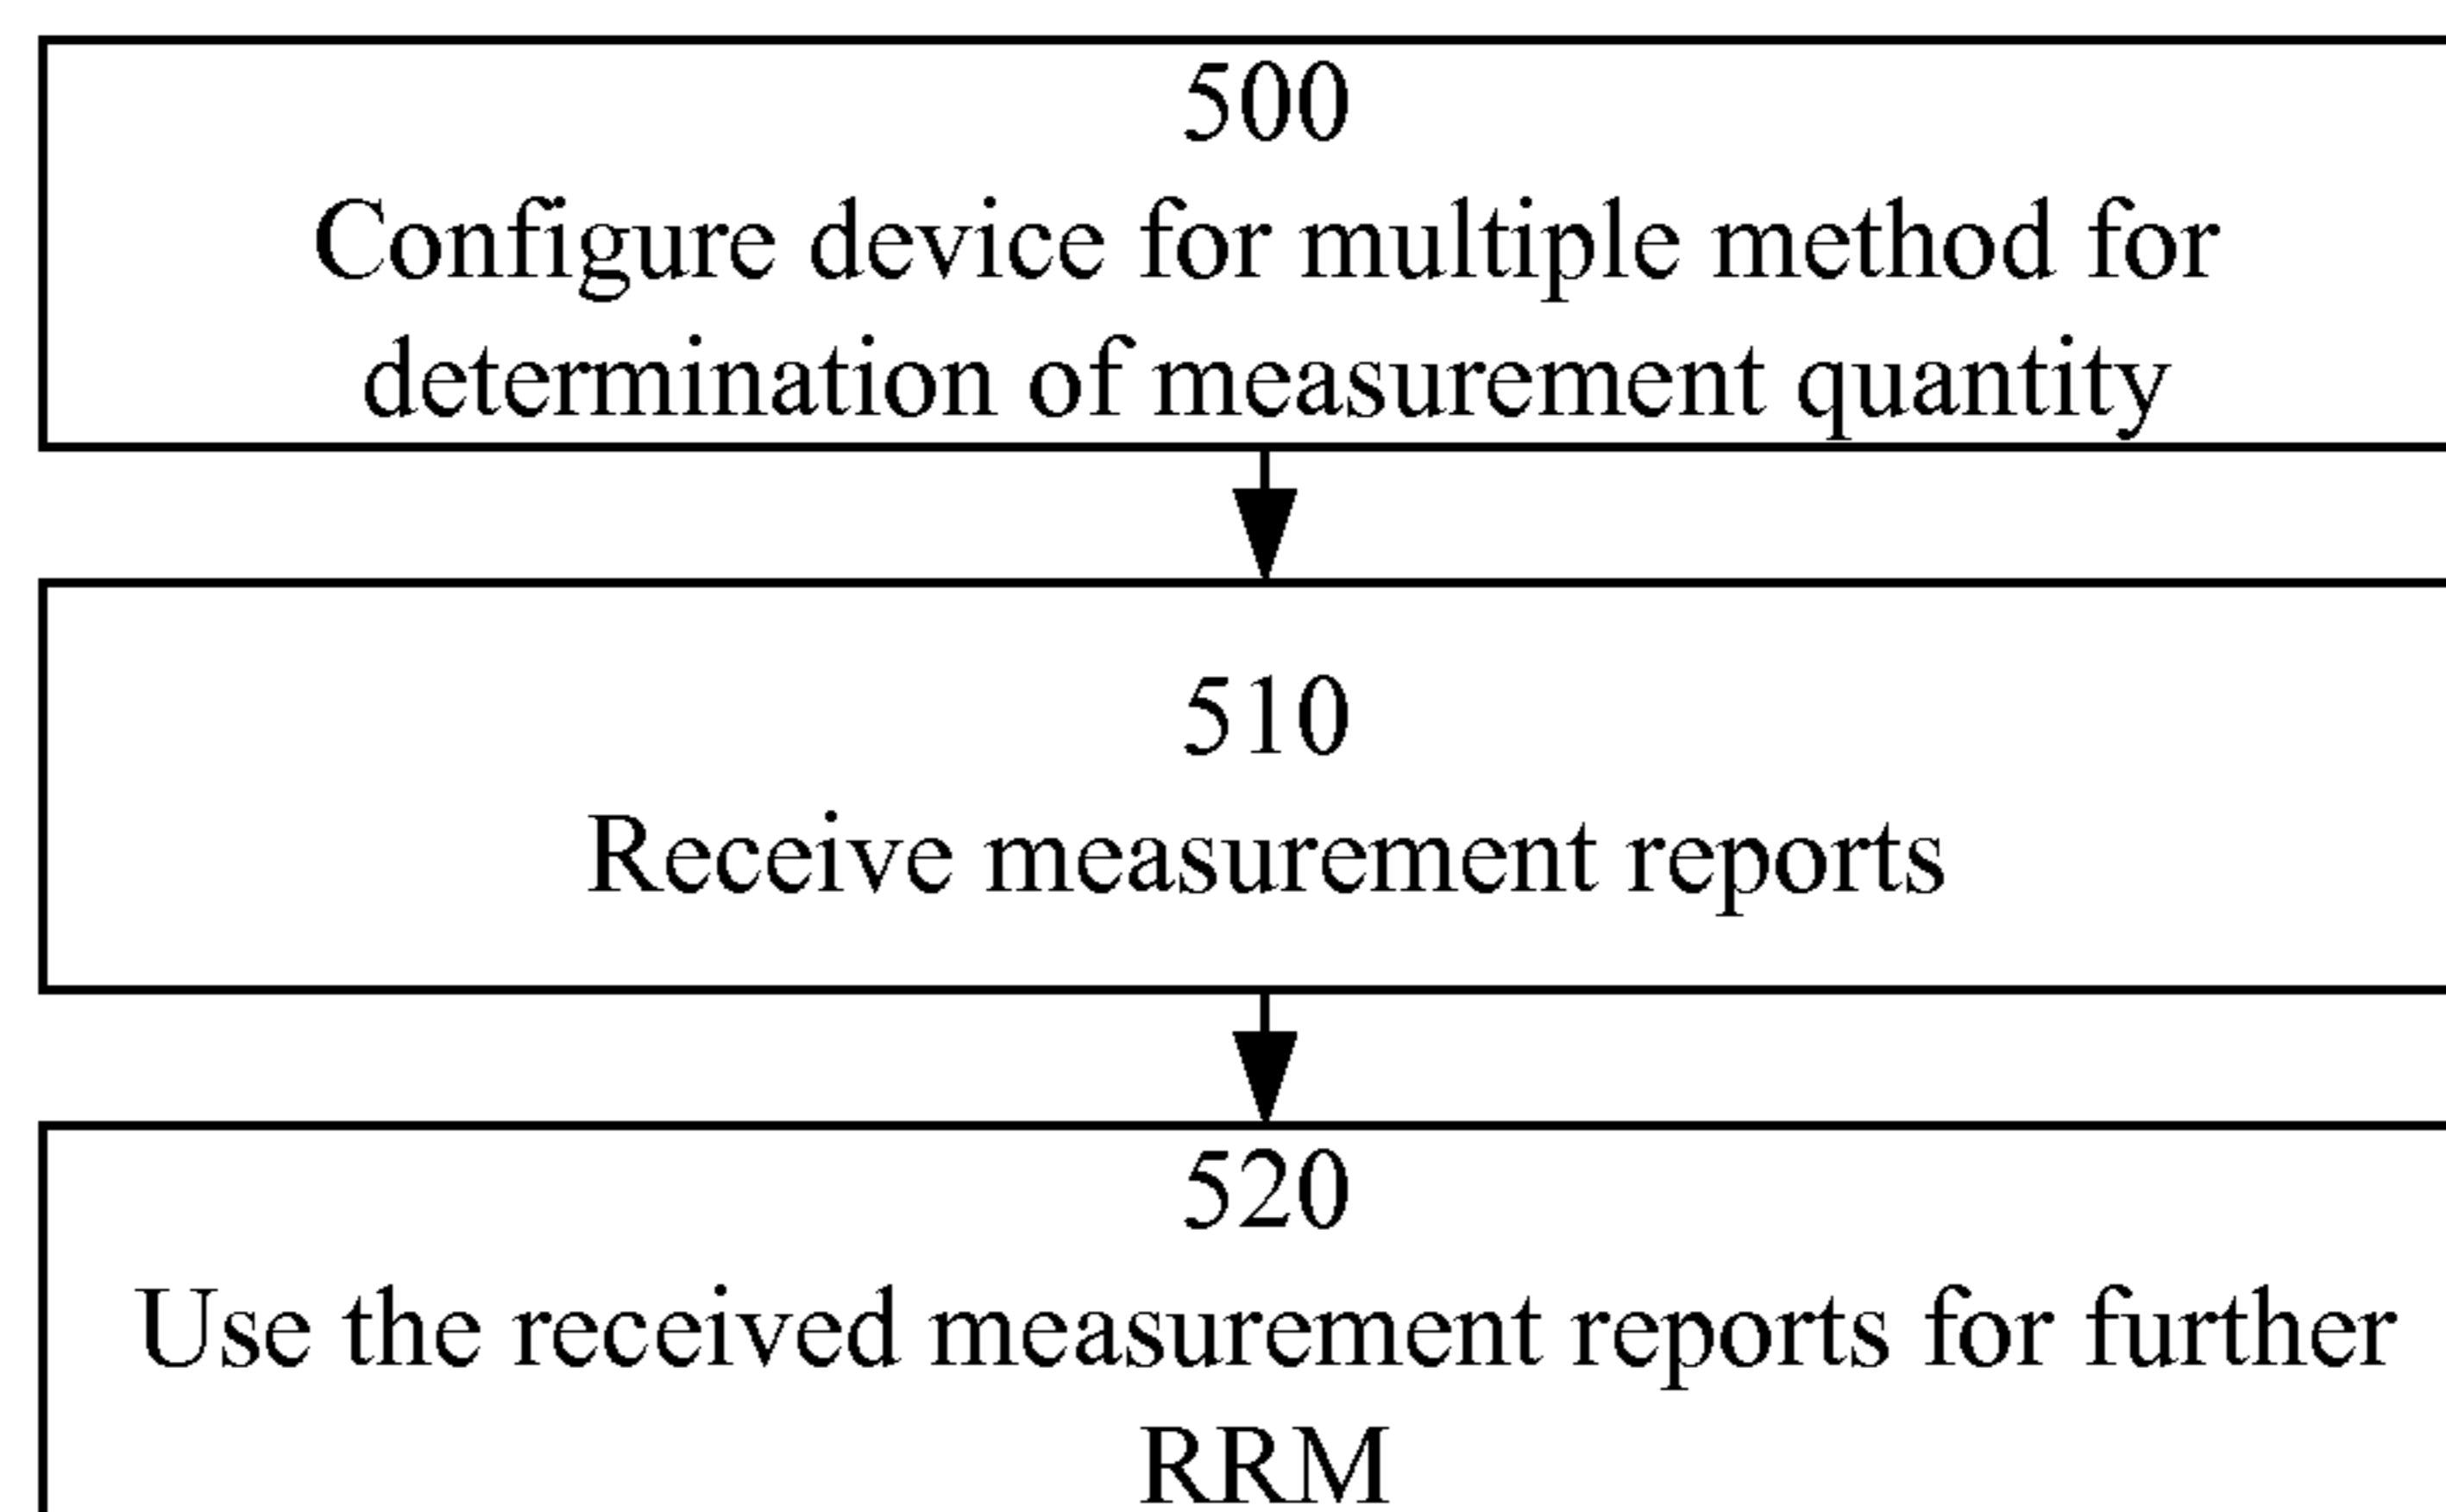 500
Configure device for multiple method for
determination of measurement quantity
510
Receive measurement reports
520
Use the received measurement reports for further
RRM